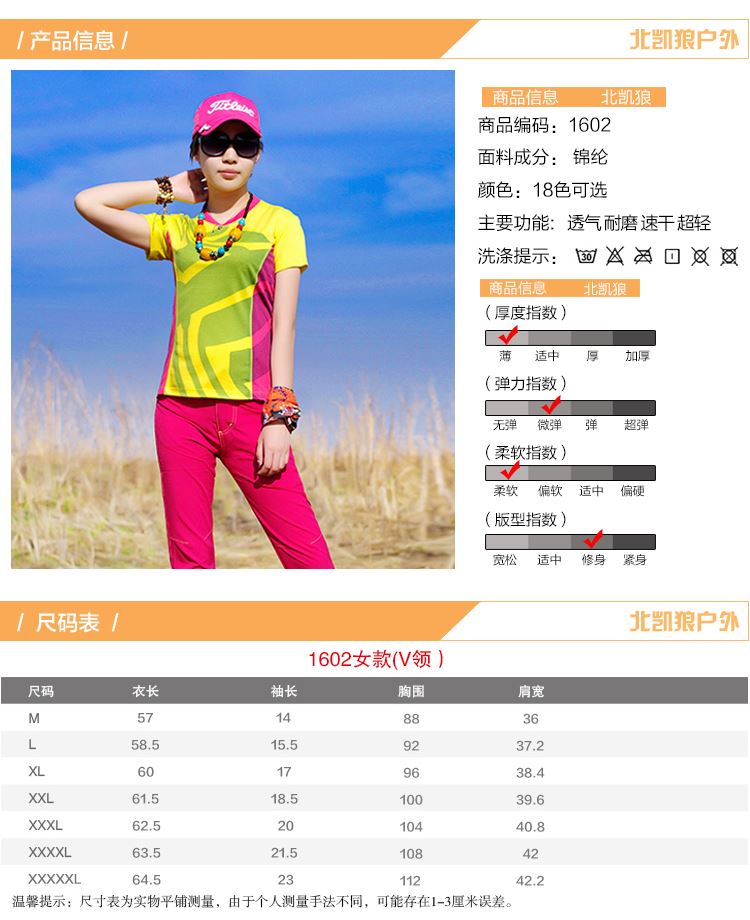 / 产品信息 /
北凯狼户外
Titleist
商品信息 北凯狼
商品编码：1602
面料成分： 锦纶
颜色：18色可选
主要功能: 透气 耐磨 速干 超轻
洗涤提示：
30
商品信息 北凯狼
（厚度指数）
薄 适中 厚 加厚
（弹力指数）
无弹 微弹 弹 超弹
（柔软指数）
柔软 偏软 适中 偏硬
（版型指数）
宽松 适中 修身 紧身
/ 尺码表 /
北凯狼户外
1602女款(V领 )
尺码 衣长 袖长 胸围 肩宽
M 57 14 88 36
L 58.5 15.5 92 37.2
XL 60 17 96 38.4
XXL 61.5 18.5 100 39.6
XXXL 62.5 20 104 40.8
XXXXL 63.5 21.5 108 42
XXXXXL 64.5 23 112 42.2
温馨提示：尺寸表为实物平铺测量，由于个人测量手法不同，可能存在1-3厘米误差。